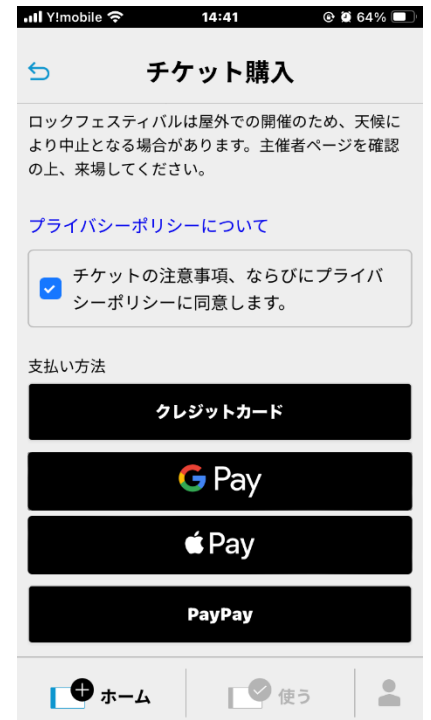 Y!mobile 14:41 64%
チケット購入
ロックフェスティバルは屋外での開催のため、天候に
より中止となる場合があります。主催者ページを確認
の上、来場してください。
プライバシーポリシーについて
チケットの注意事項、ならびにプライバ
シーポリシーに同意します。
支払い方法
クレジットカード
G Pay
Pay
PayPay
ホーム 使う